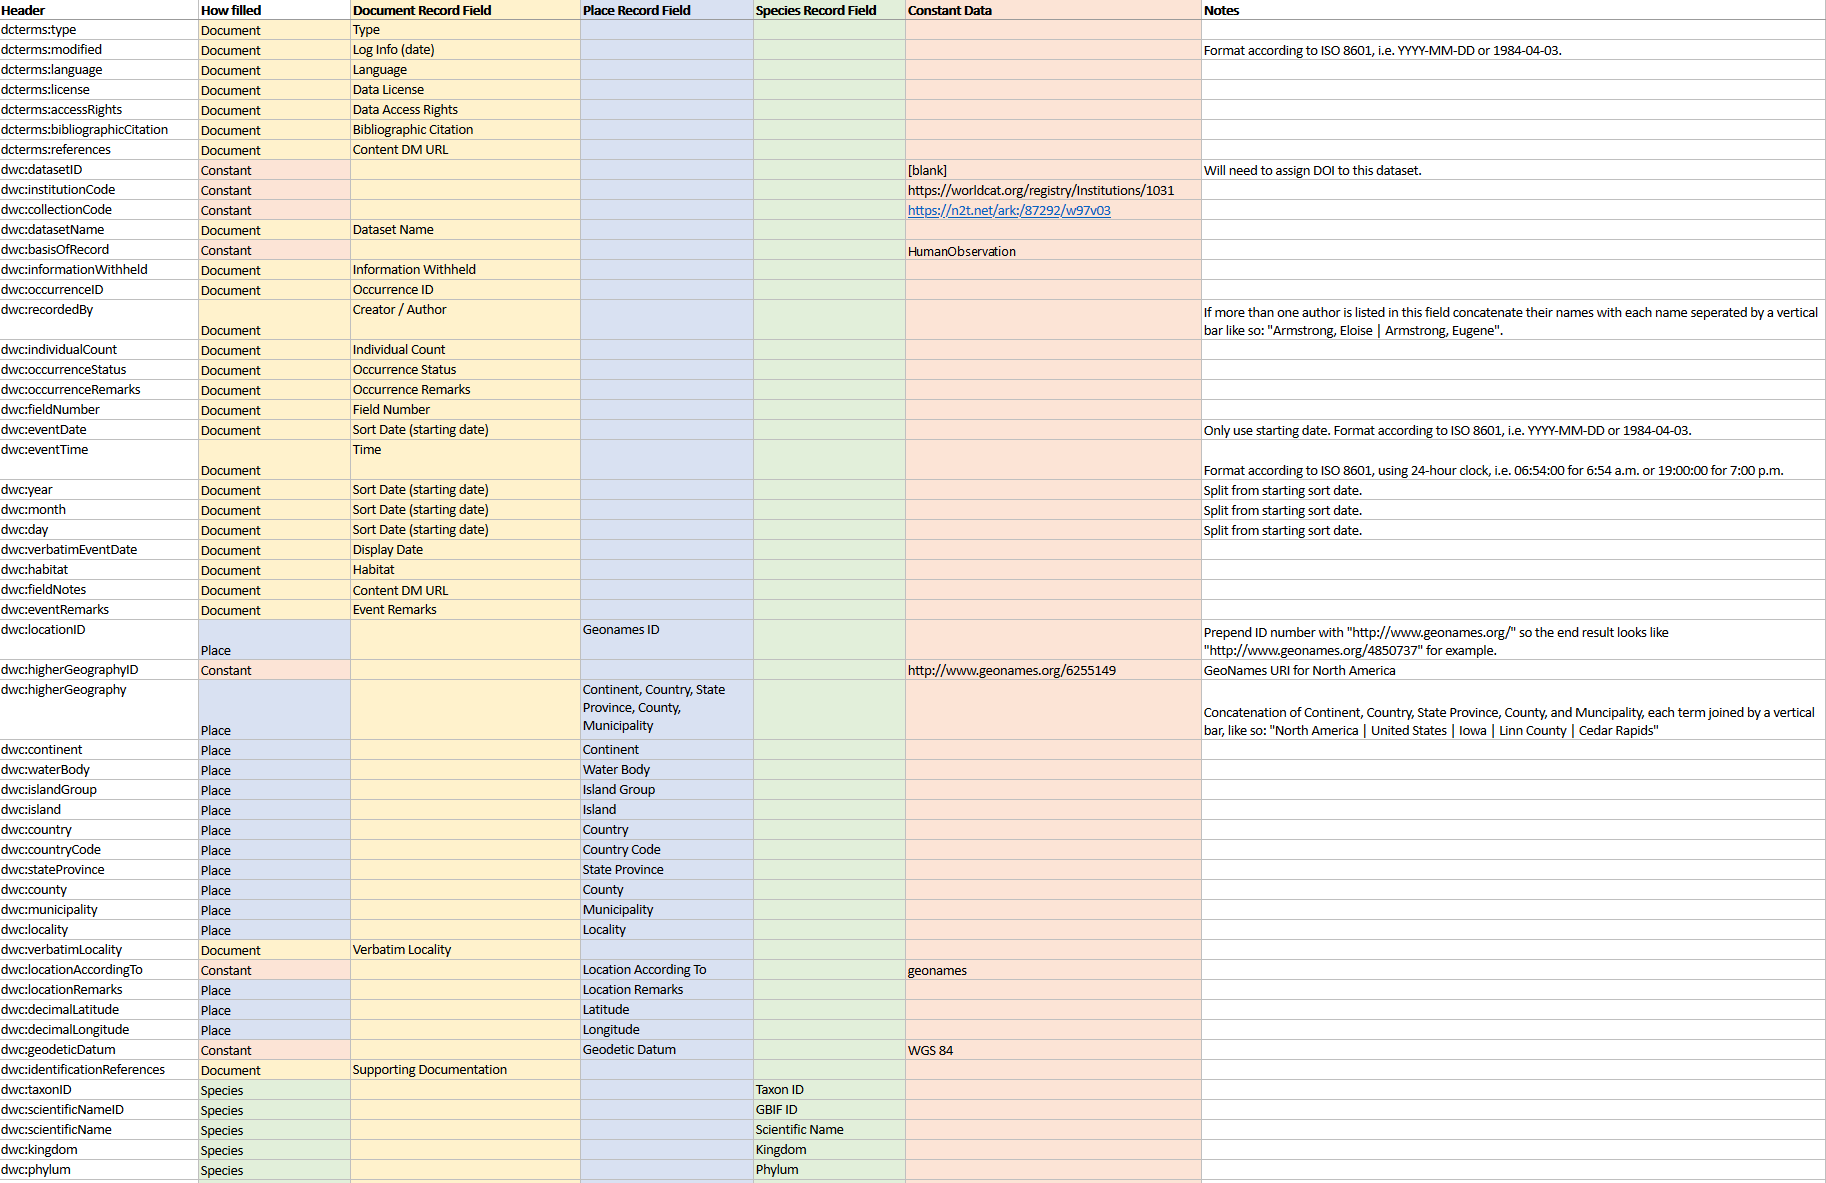 Header How filled Document Record Field Place Record Field Species Record Field Constant Data Notes
dcterms:type Document Type
dcterms:modified Document Log Info (date) Format according to ISO 8601, i.e. YYYY-MM-DD or 1984-04-03.
dcterms:language Document Language
dcterms:license Document Data License
dcterms:accessRights Document Data Access Rights
dcterms:bibliographicCitation Document Bibliographic Citation
dcterms:references Document Content DM URL
dwc:datasetID Constant [blank] Will need to assign DOI to this dataset.
dwc:institutionCode Constant https://worldcat.org/registry/Institutions/1031
dwc:collectionCode Constant https://n2t.net/ark:/87292/w97v03
dwc:datasetName Document Dataset Name
dwc:basisOfRecord Constant HumanObservation
dwc:informationWithheld Document Information Withheld
dwc:occurrenceID Document Occurrence ID
dwc:recordedBy Document Creator / Author If more than one author is listed in this field concatenate their names with each name seperated by a vertical
bar like so: "Armstrong, Eloise | Armstrong, Eugene".
dwc:individualCount Document Individual Count
dwc:occurrenceStatus Document Occurrence Status
dwc:occurrenceRemarks Document Occurrence Remarks
dwc:fieldNumber Document Field Number
dwc:eventDate Document Sort Date (starting date) Only use starting date. Format according to ISO 8601, i.e. YYYY-MM-DD or 1984-04-03.
dwc:eventTime Document Time Format according to ISO 8601, using 24-hour clock, i.e. 06:54:00 for 6:54 a.m. or 19:00:00 for 7:00 p.m.
dwc:year Document Sort Date (starting date) Split from starting sort date.
dwc:month Document Sort Date (starting date) Split from starting sort date.
dwc:day Document Sort Date (starting date) Split from starting sort date.
dwc:verbatimEventDate Document Display Date
dwc:habitat Document Habitat
dwc:fieldNotes Document Content DM URL
dwc:eventRemarks Document Event Remarks
dwc:locationID Place Geonames ID Prepend ID number with "http://www.geonames.org/" so the end result looks like
"http://www.geonames.org/4850737" for example.
dwc:higherGeographyID Constant http://www.geonames.org/6255149 GeoNames URI for North America
dwc:higherGeography Place Continent, Country, State
Province, County,
Municipality
Concatenation of Continent, Country, State Province, County, and Muncipality, each term joined by a vertical
bar, like so: "North America | United States | Iowa | Linn County | Cedar Rapids"
dwc:continent Place Continent
dwc:waterBody Place Water Body
dwc:islandGroup Place Island Group
dwc:island Place Island
dwc:country Place Country
dwc:countryCode Place Country Code
dwc:stateProvince Place State Province
dwc:county Place County
dwc:municipality Place Municipality
dwc:locality Place Locality
dwc:verbatimLocality Document Verbatim Locality
dwc:locationAccordingTo Constant Location According To geonames
dwc:locationRemarks Place Location Remarks
dwc:decimalLatitude Place Latitude
dwc:decimalLongitude Place Longitude
dwc:geodeticDatum Constant Geodetic Datum WGS 84
dwc:identificationReferences Document Supporting Documentation
dwc:taxonID Species Taxon ID
dwc:scientificNameID Species GBIF ID
dwc:scientificName Species Scientific Name
dwc:kingdom Species Kingdom
dwc:phylum Species Phylum